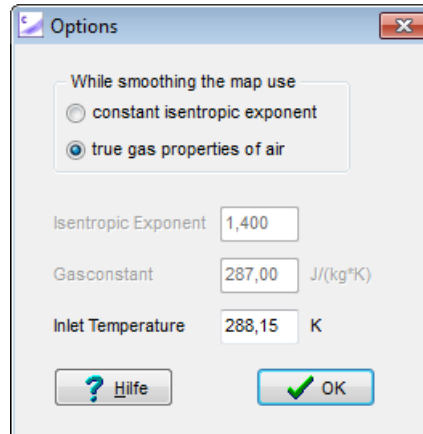 Options
While smoothing the map use
constant isentropic exponent
true gas properties of air
Isentropic Exponent 1,400
Gasconstant 287,00 J/(kg*K)
Inlet Temperature 288,15 K
Hilfe OK